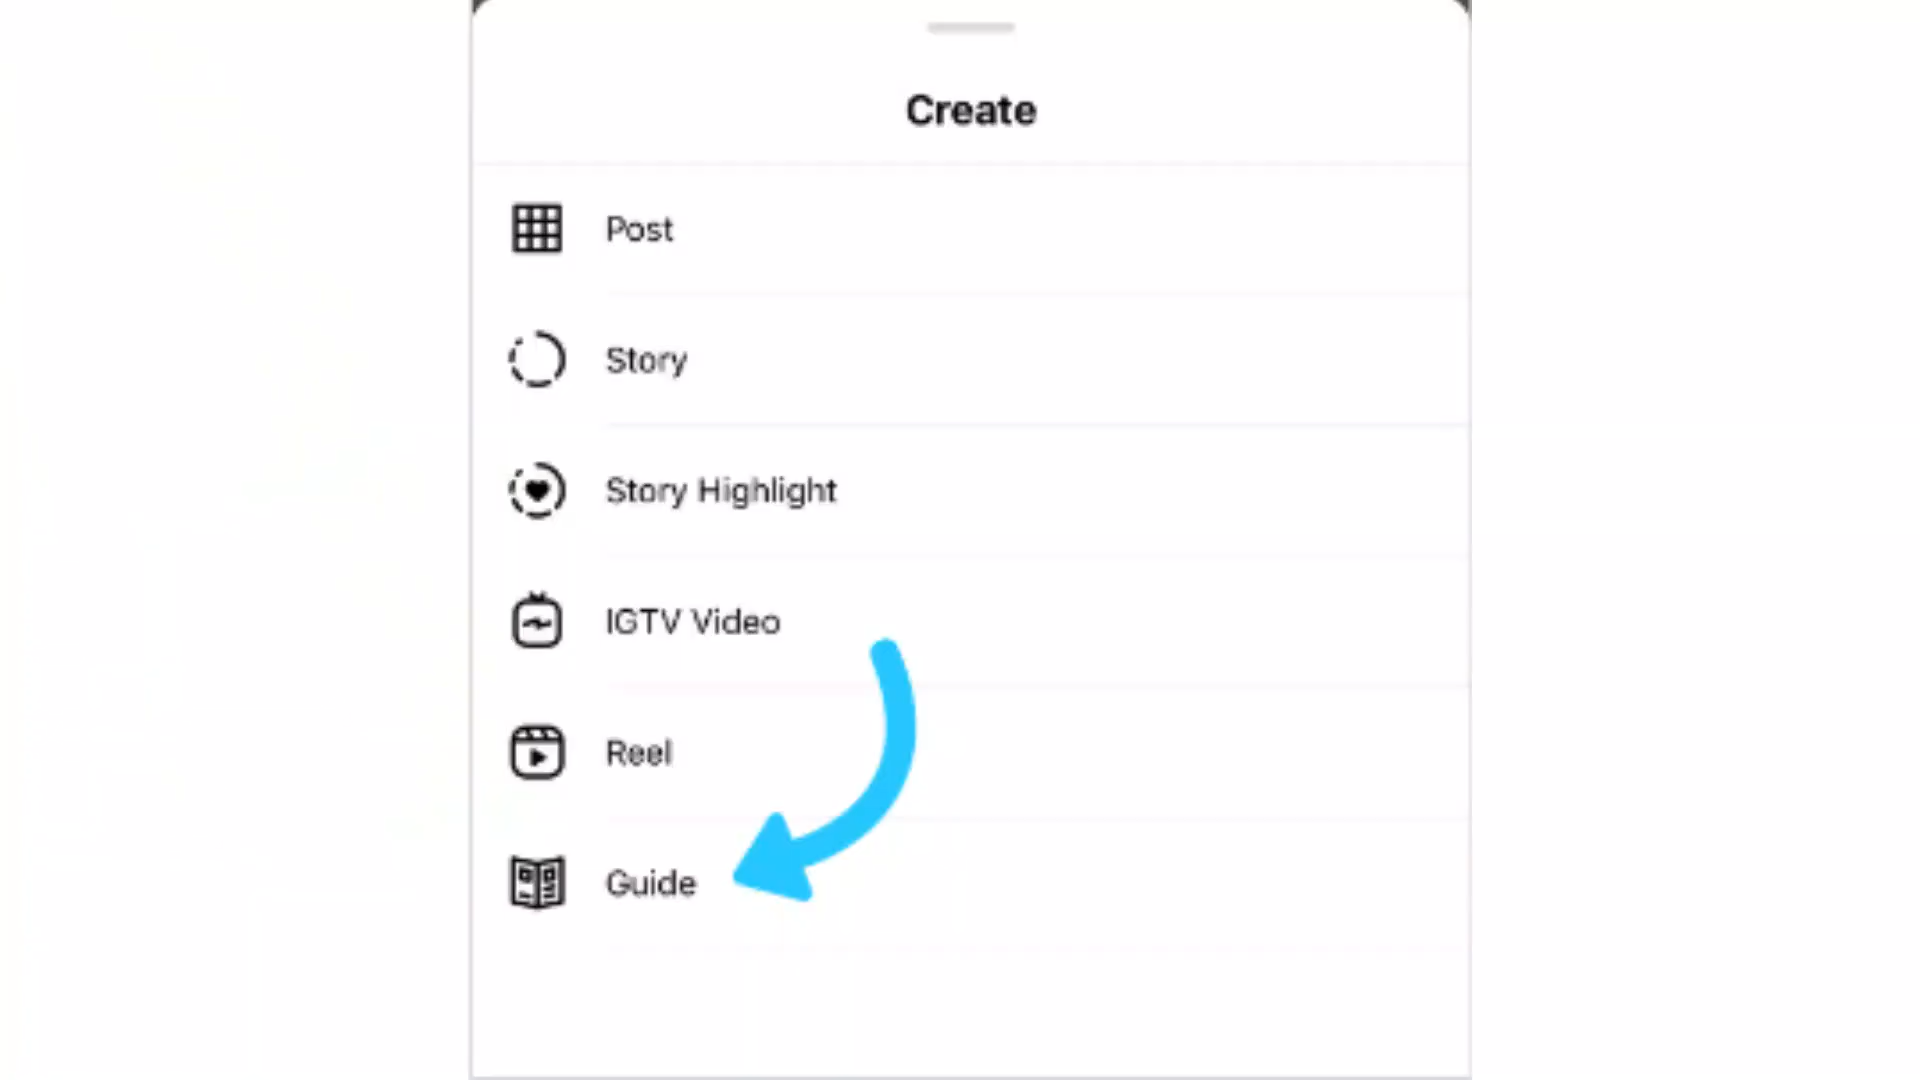 Create
Post
Story
Story Highlight
IGTV Video
Reel
Guide